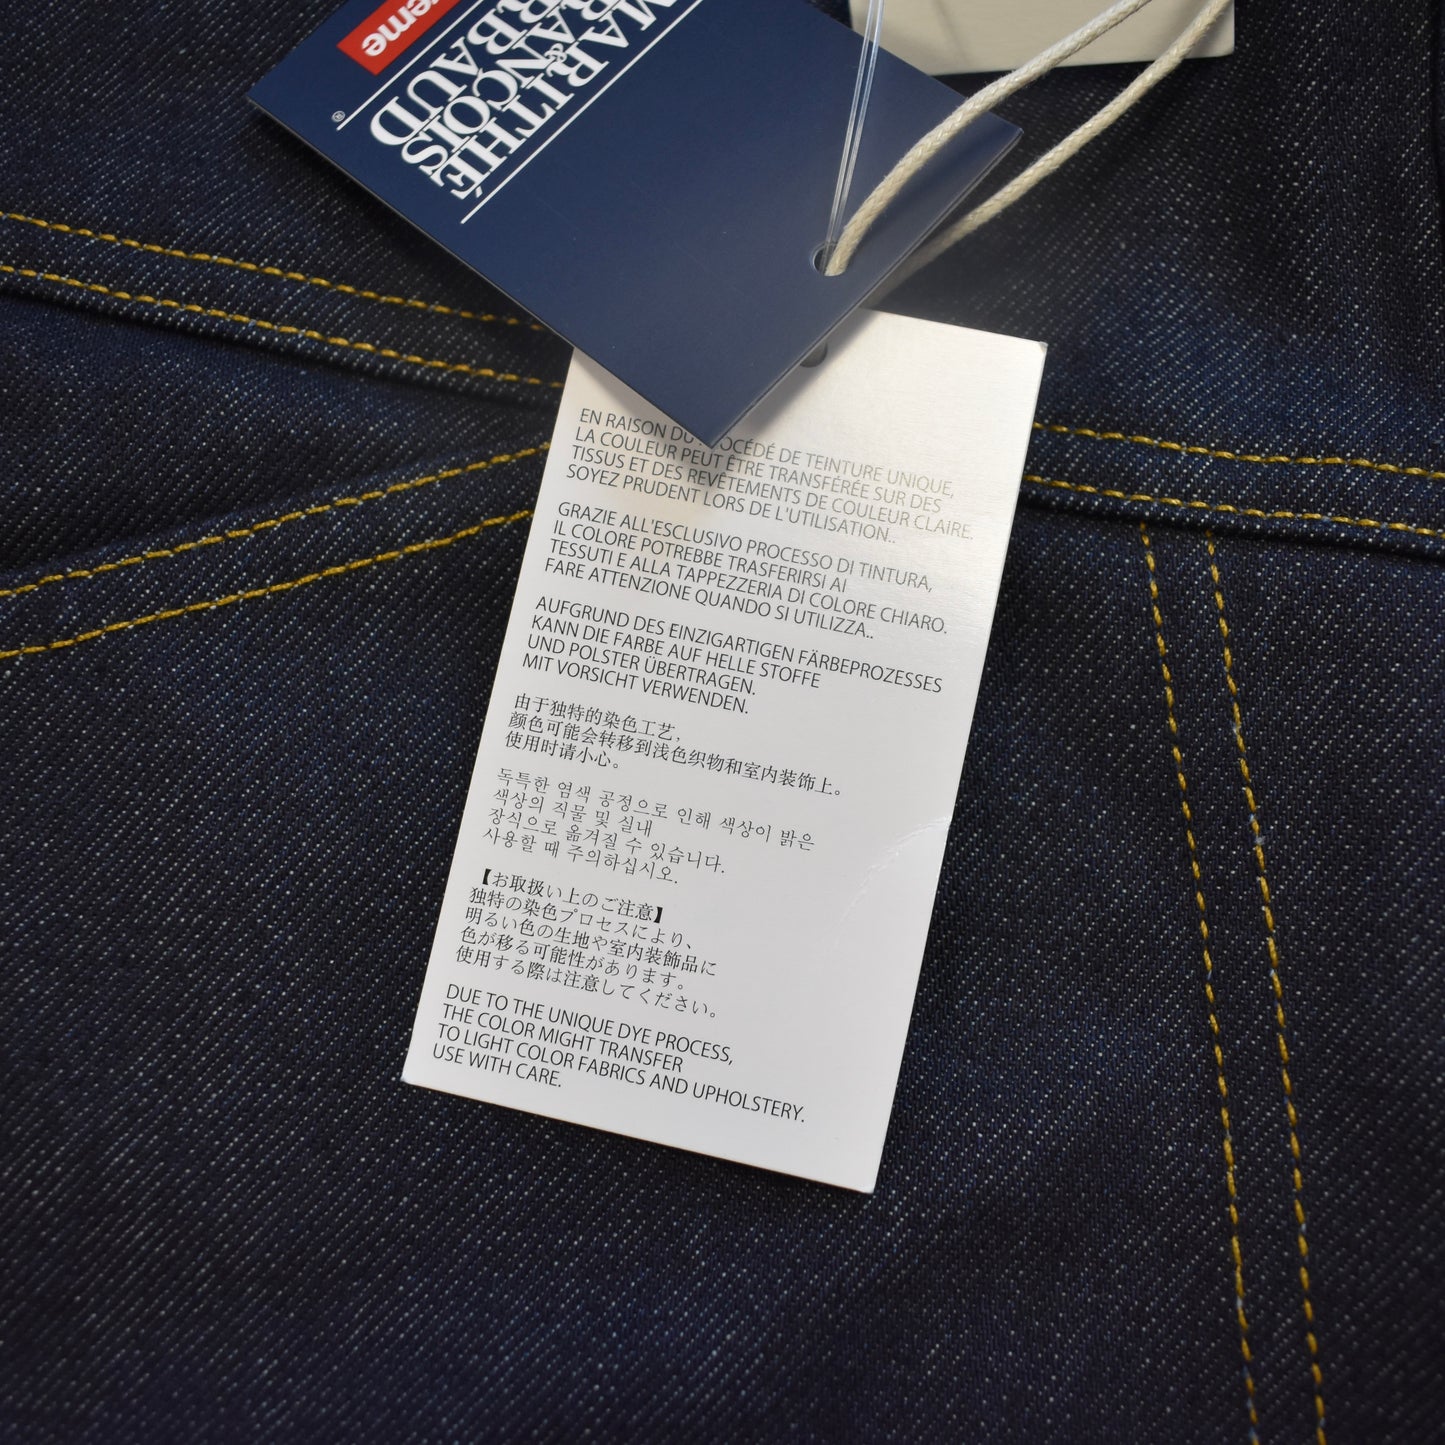 MARITHÉ
&
FRANÇOIS
GIRBAUD
®
EN RAISON DU PROCÉDÉ DE TEINTURE UNIQUE,
LA COULEUR PEUT ÊTRE TRANSFÉRÉE SUR DES
TISSUS ET DES REVÊTEMENTS DE COULEUR CLAIRE.
SOYEZ PRUDENT LORS DE L'UTILISATION..
GRAZIE ALL'ESCLUSIVO PROCESSO DI TINTURA,
IL COLORE POTREBBE TRASFERIRSI AI
TESSUTI E ALLA TAPPEZZERIA DI COLORE CHIARO.
FARE ATTENZIONE QUANDO SI UTILIZZA..
AUFGRUND DES EINZIGARTIGEN FÄRBEPROZESSES
KANN DIE FARBE AUF HELLE STOFFE
UND POLSTER ÜBERTRAGEN.
MIT VORSICHT VERWENDEN.
由于独特的染色工艺,
颜色可能会转移到浅色织物和室内装饰上。
使用时请小心。
독특한 염색 공정으로 인해 색상이 밝은
색상의 직물 및 실내
장식으로 옮겨질 수 있습니다.
사용할 때 주의하십시오.
【お取扱い上のご注意】
独特の染色プロセスにより、
明るい色の生地や室内装飾品に
色が移る可能性があります。
使用する際は注意してください。
DUE TO THE UNIQUE DYE PROCESS,
THE COLOR MIGHT TRANSFER
TO LIGHT COLOR FABRICS AND UPHOLSTERY.
USE WITH CARE.